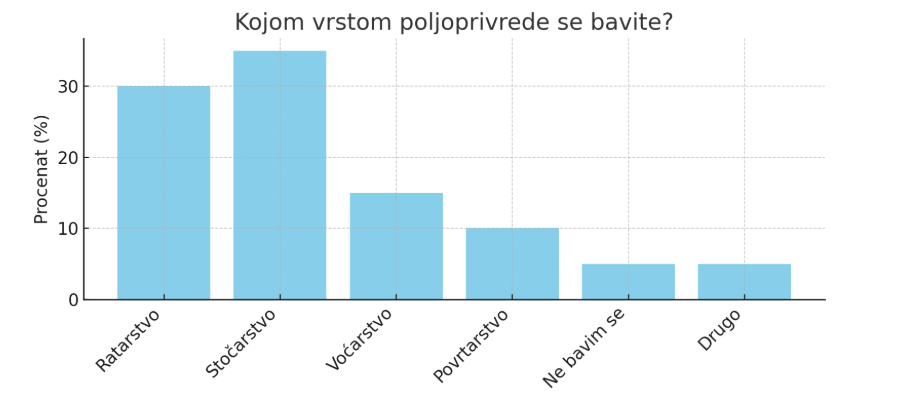 Kojom vrstom poljoprivrede se bavite?
Procenat (%)
30
20
10
0
Ratarstvo
Stočarstvo
Voćarstvo
Povrtarstvo
Ne bavim se
Drugo